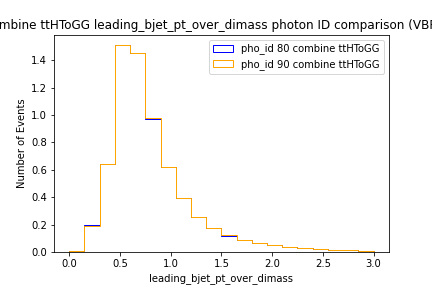 mbine ttHToGG leading_bjet_pt_over_dimass photon ID comparison (VBF
pho_id 80 combine ttHToGG
pho_id 90 combine ttHToGG
Number of Events
1.4
1.2
1.0
0.8
0.6
0.4
0.2
0.0
0.0 0.5 1.0 1.5 2.0 2.5 3.0
leading_bjet_pt_over_dimass